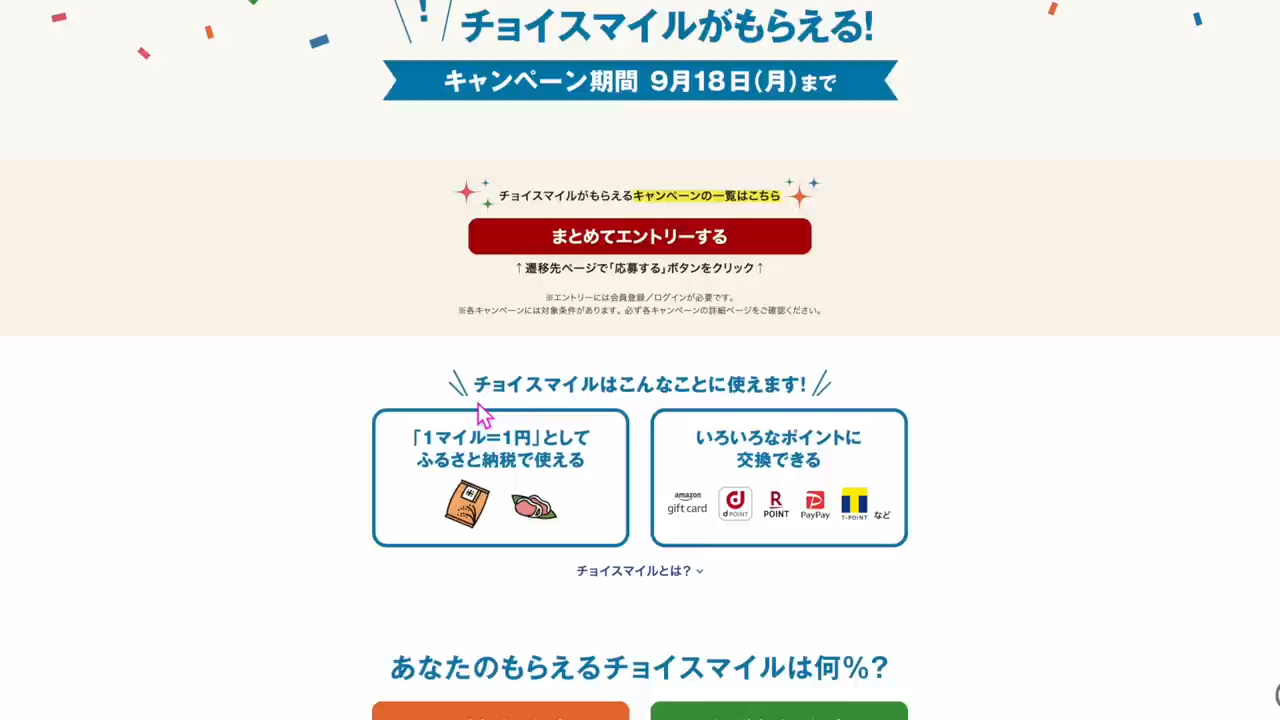 !
チョイスマイルがもらえる!
キャンペーン期間 9月18日(月)まで
チョイスマイルがもらえるキャンペーンの一覧はこちら
まとめてエントリーする
↑遷移先ページで「応募する」ボタンをクリック↑
※エントリーには会員登録／ログインが必要です。
※各キャンペーンには対象条件があります。必ず各キャンペーンの詳細ページをご確認ください。
チョイスマイルはこんなことに使えます!
「1マイル=1円」として
ふるさと納税で使える
米
いろいろなポイントに
交換できる
amazon
gift card
d POINT
R
POINT
P
PayPay
T
T-POINT
など
チョイスマイルとは?
あなたのもらえるチョイスマイルは何%?